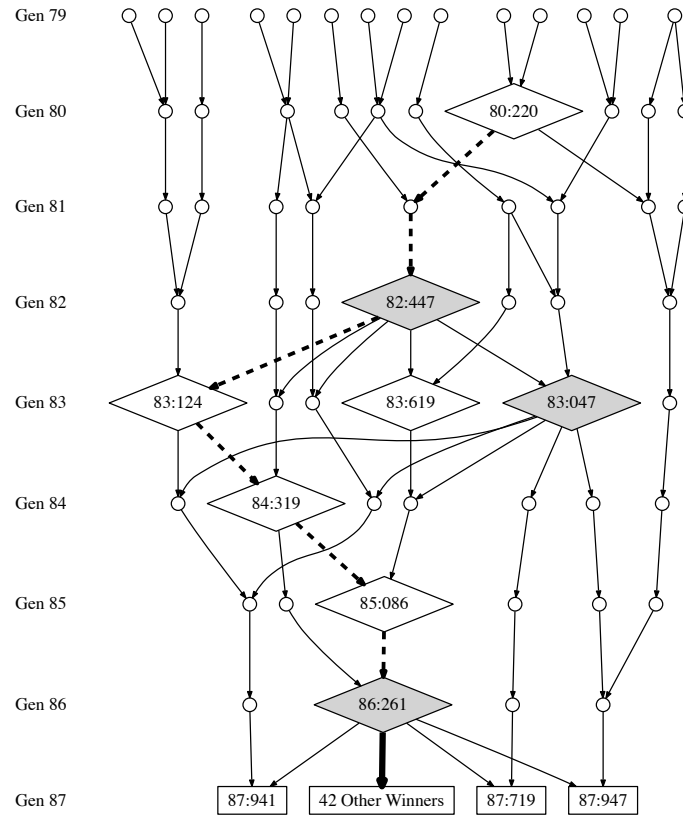 Gen 79
Gen 80
80:220
Gen 81
Gen 82
82:447
Gen 83
83:124
83:619
83:047
Gen 84
84:319
Gen 85
85:086
Gen 86
86:261
Gen 87
87:941
42 Other Winners
87:719
87:947